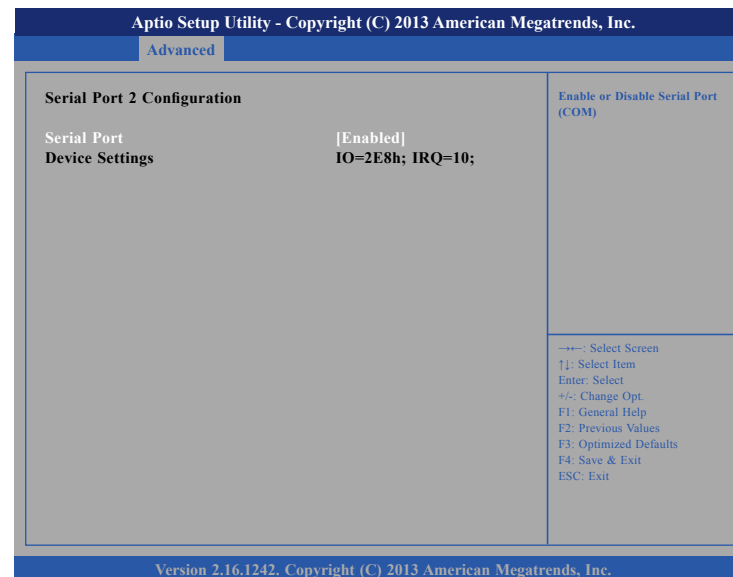 Aptio Setup Utility - Copyright (C) 2013 American Megatrends, Inc.
Advanced
Serial Port 2 Configuration
Serial Port [Enabled]
Device Settings IO=2E8h; IRQ=10;
Enable or Disable Serial Port
(COM)
→←: Select Screen
↑↓: Select Item
Enter: Select
+/-: Change Opt.
F1: General Help
F2: Previous Values
F3: Optimized Defaults
F4: Save & Exit
ESC: Exit
Version 2.16.1242. Copyright (C) 2013 American Megatrends, Inc.